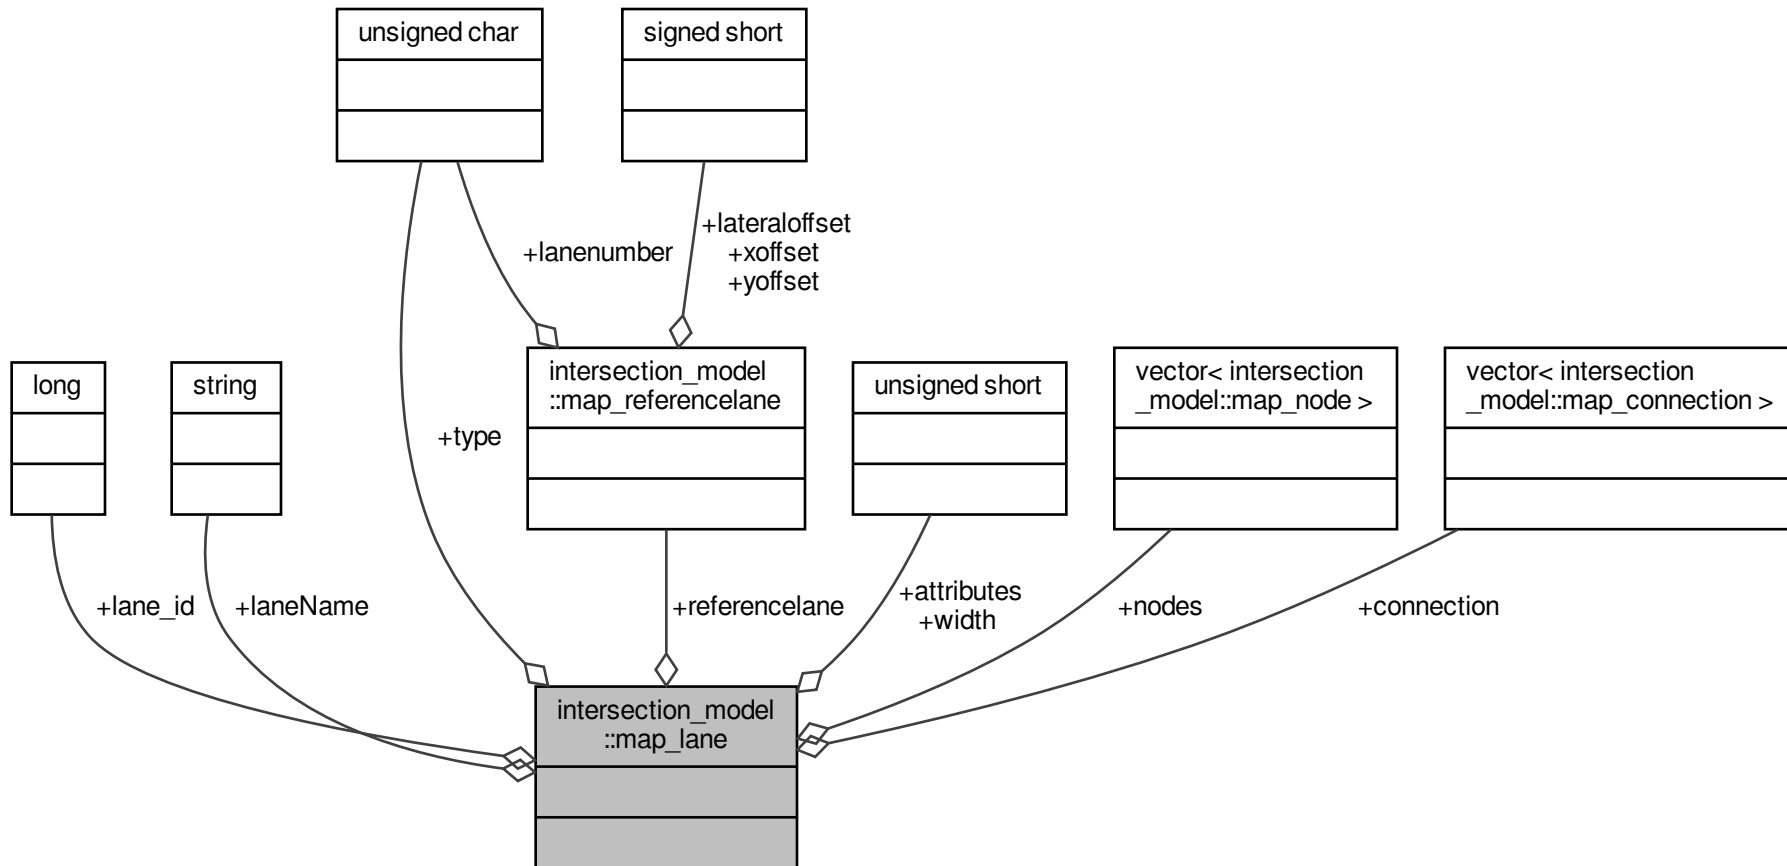 unsigned char
signed short
+lanenumber
+lateraloffset
+xoffset
+yoffset
long
string
+type
intersection_model
::map_referencelane
unsigned short
vector< intersection
_model::map_node >
vector< intersection
_model::map_connection >
+lane_id
+laneName
+referencelane
+attributes
+width
+nodes
+connection
intersection_model
::map_lane